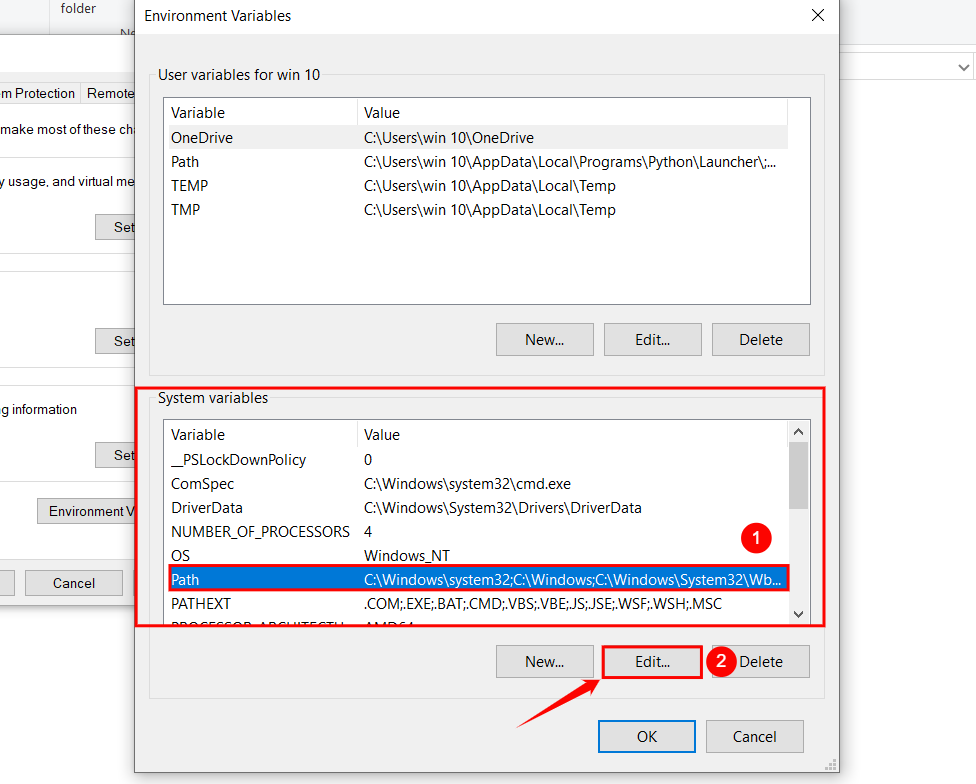 folder
Environment Variables
m Protection
Remote
make most of these cha
y usage, and virtual me
Set
Set
g information
Set
Environment V
Cancel
User variables for win 10
Variable Value
OneDrive C:\Users\win 10\OneDrive
Path C:\Users\win 10\AppData\Local\Programs\Python\Launcher\;...
TEMP C:\Users\win 10\AppData\Local\Temp
TMP C:\Users\win 10\AppData\Local\Temp
New... Edit... Delete
System variables
Variable Value
__PSLockDownPolicy 0
ComSpec C:\Windows\system32\cmd.exe
DriverData C:\Windows\System32\Drivers\DriverData
NUMBER_OF_PROCESSORS 4
1
OS Windows_NT
Path C:\Windows\system32;C:\Windows;C:\Windows\System32\Wb...
PATHEXT .COM;.EXE;.BAT;.CMD;.VBS;.VBE;.JS;.JSE;.WSF;.WSH;.MSC
New... Edit... 2 Delete
OK Cancel